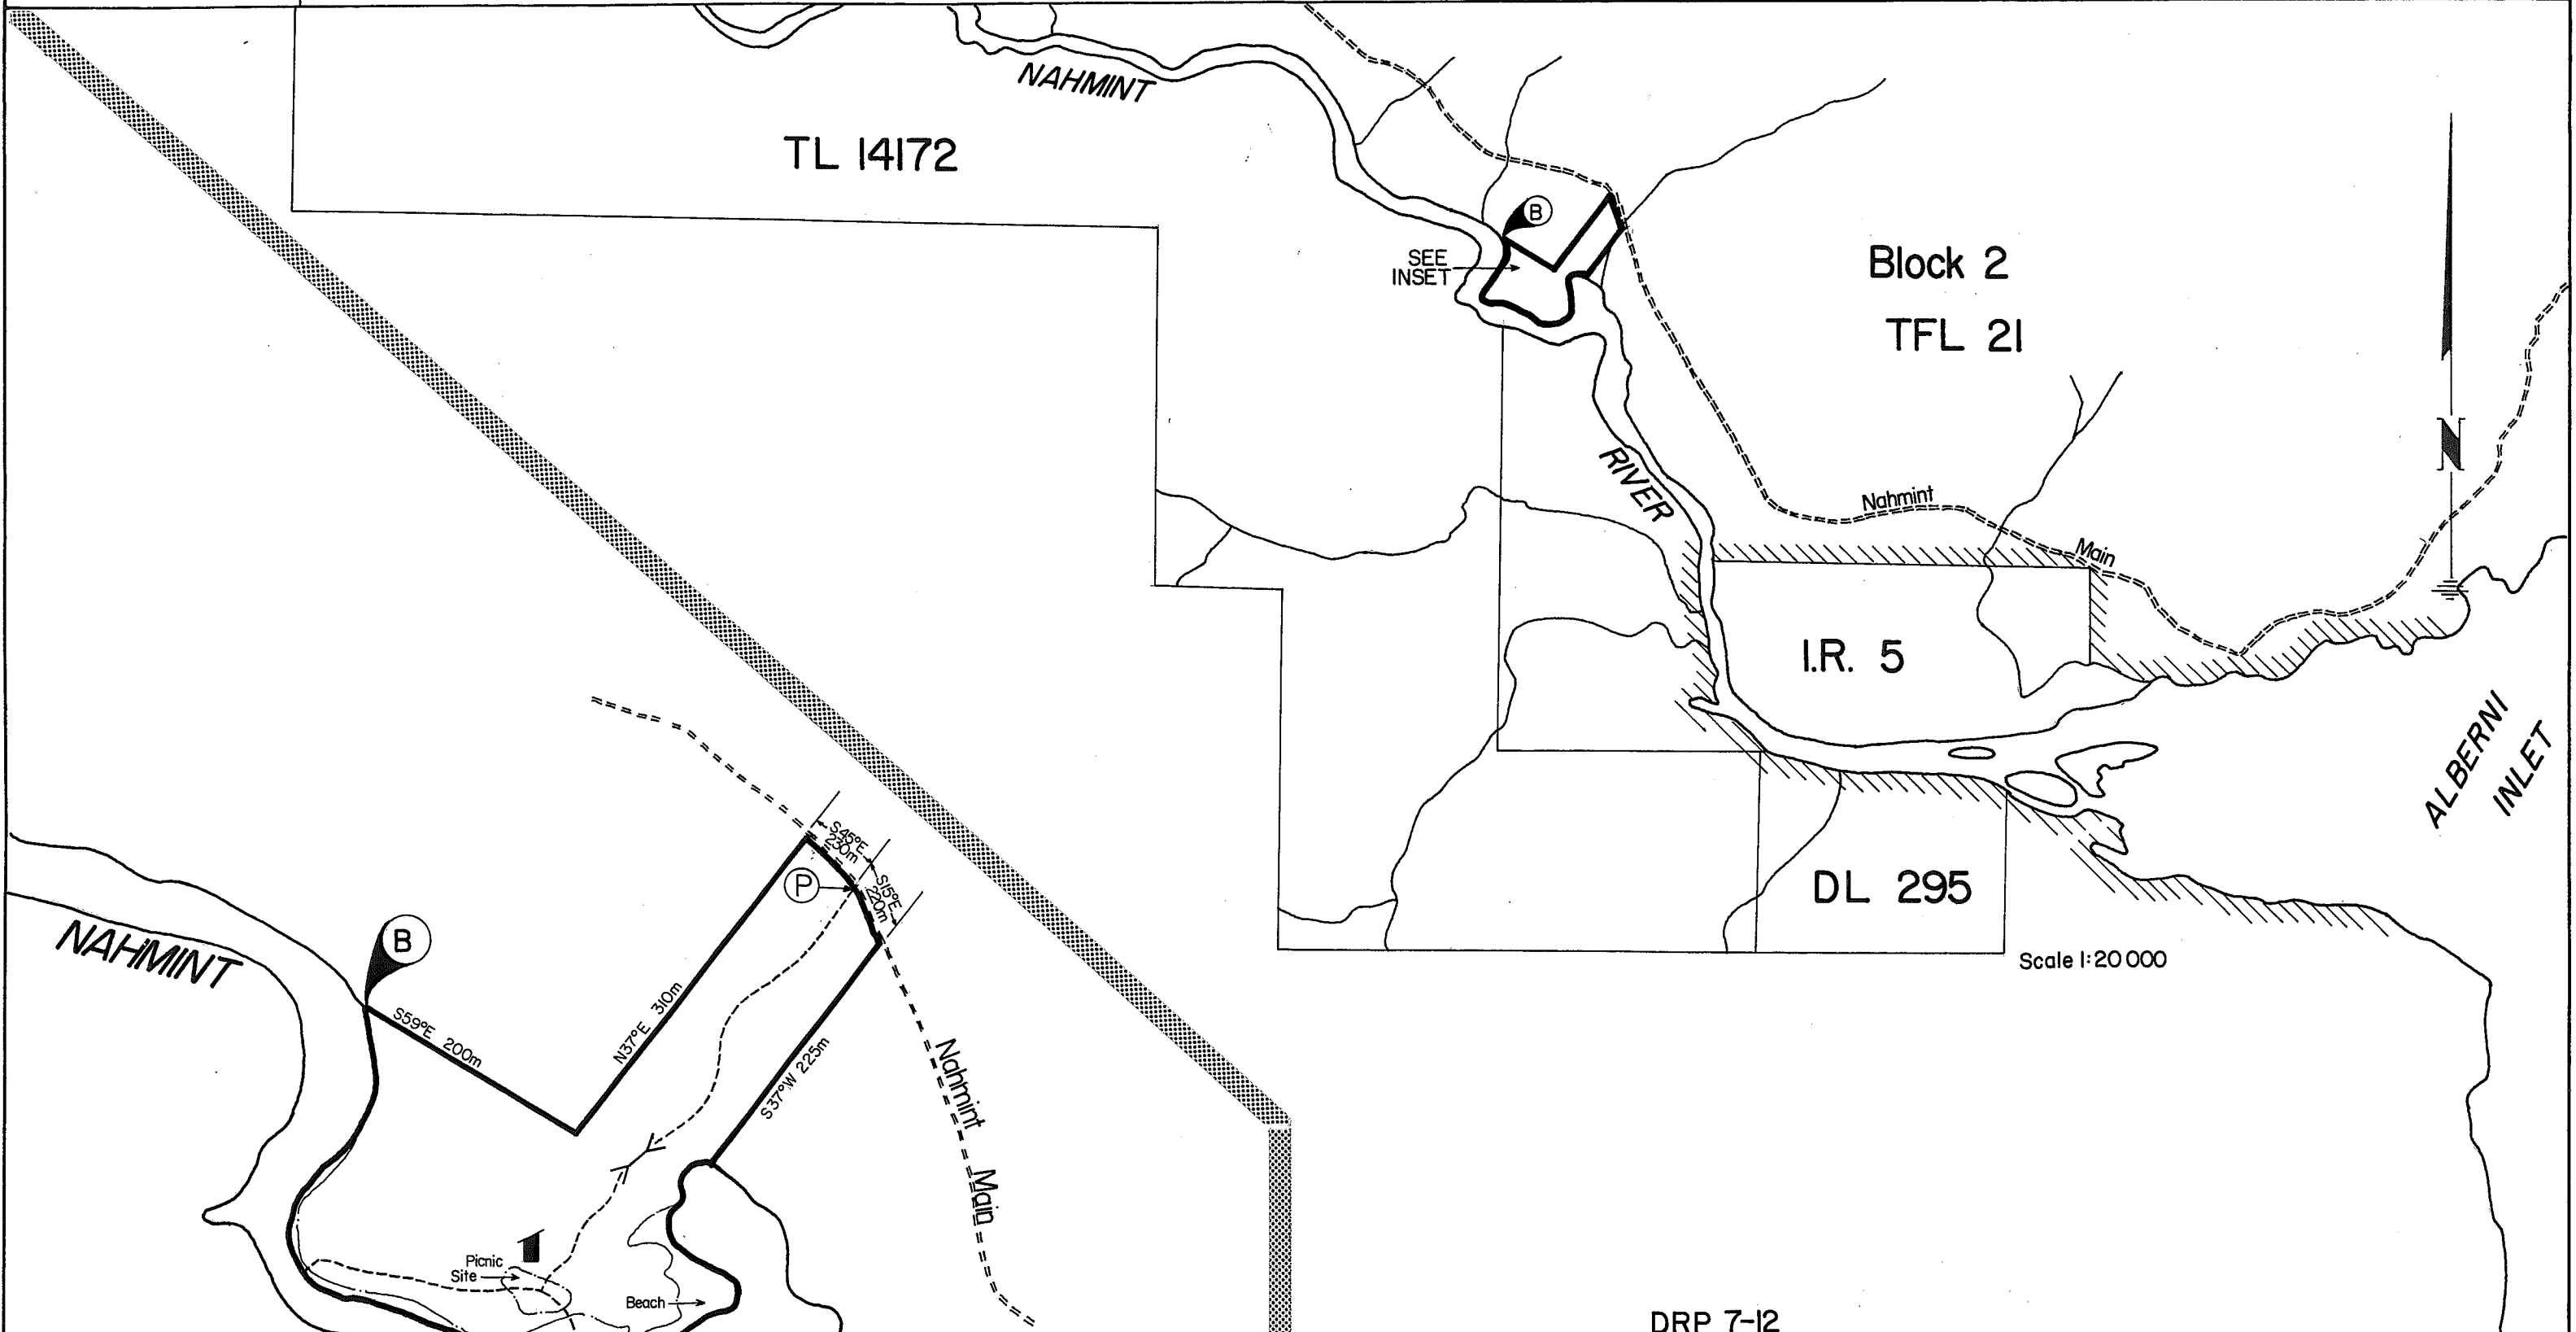 NAHMINT
TL 14172
B
SEE
INSET
Block 2
TFL 21
N
RIVER
Nahmint
Main
I.R. 5
ALBERNI
INLET
DL 295
Scale 1:20 000
S45°E
230m
S15°E
220m
P
NAHMINT
B
S59°E 200m
N37°E 310m
S37°W 225m
Nahmint
Main
Picnic
Site
Beach
DRP 7-12